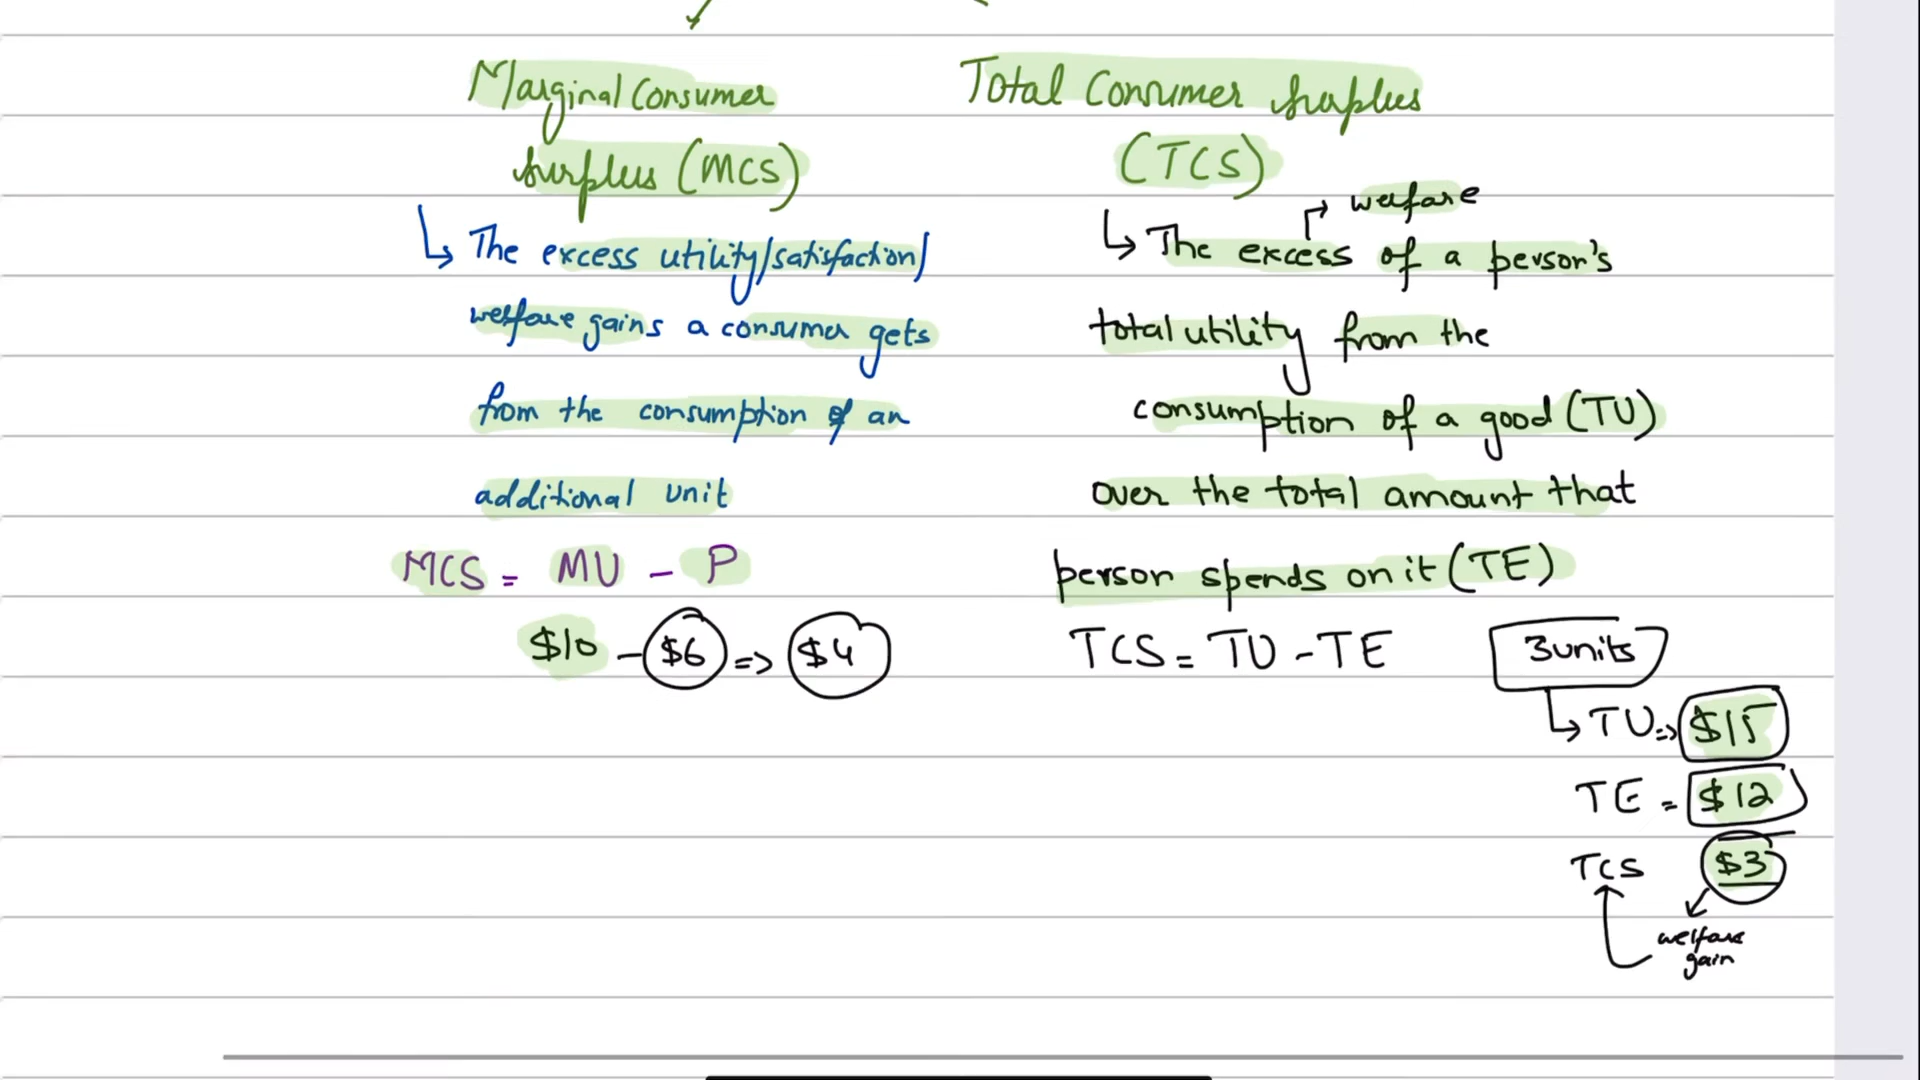 Marginal Consumer
Surplus (MCS)
↳ The excess utility/satisfaction/
welfare gains a consumer gets
from the consumption of an
additional unit
MCS = MU - P
$10 - $6 => $4
Total Consumer Surplus
(TCS)
welfare
↳ The excess of a person's
total utility from the
consumption of a good (TU)
over the total amount that
person spends on it (TE)
TCS = TU - TE
3units
↳ TU => $15
TE = $12
TCS $3
welfare
gain